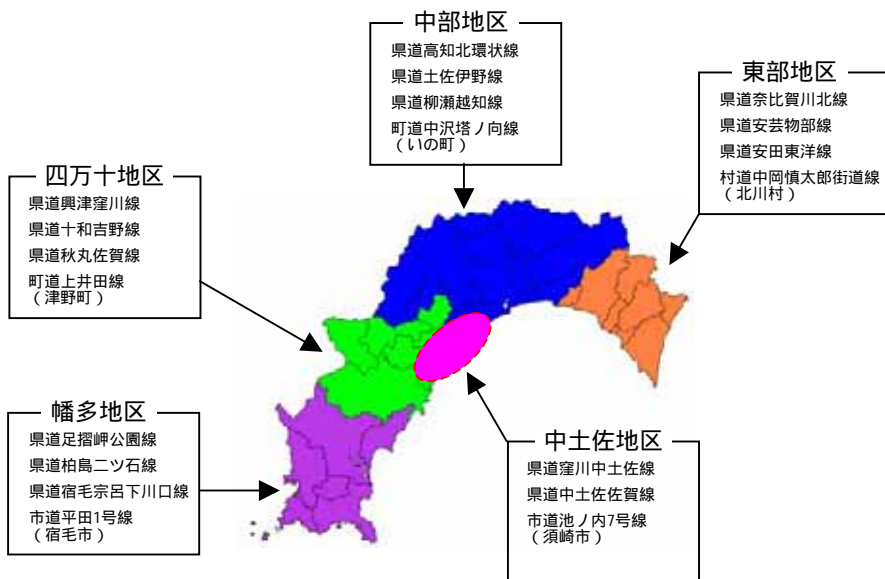 中部地区
県道高知北環状線
県道土佐伊野線
県道柳瀬越知線
町道中沢塔ノ向線
（いの町）
東部地区
県道奈比賀川北線
県道安芸物部線
県道安田東洋線
村道中岡慎太郎街道線
（北川村）
四万十地区
県道興津窪川線
県道十和吉野線
県道秋丸佐賀線
町道上井田線
（津野町）
幡多地区
県道足摺岬公園線
県道柏島二ツ石線
県道宿毛宗呂下川口線
市道平田1号線
（宿毛市）
中土佐地区
県道窪川中土佐線
県道中土佐佐賀線
市道池ノ内7号線
（須崎市）